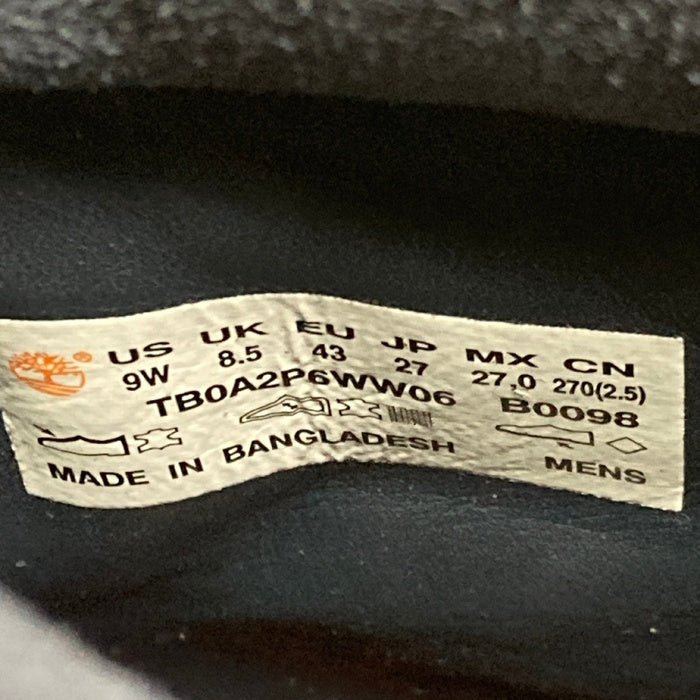 ® US UK EU JP MX CN
9W 8.5 43 27 27,0 270(2.5)
TB0A2P6WW06 B0098
MADE IN BANGLADESH MENS